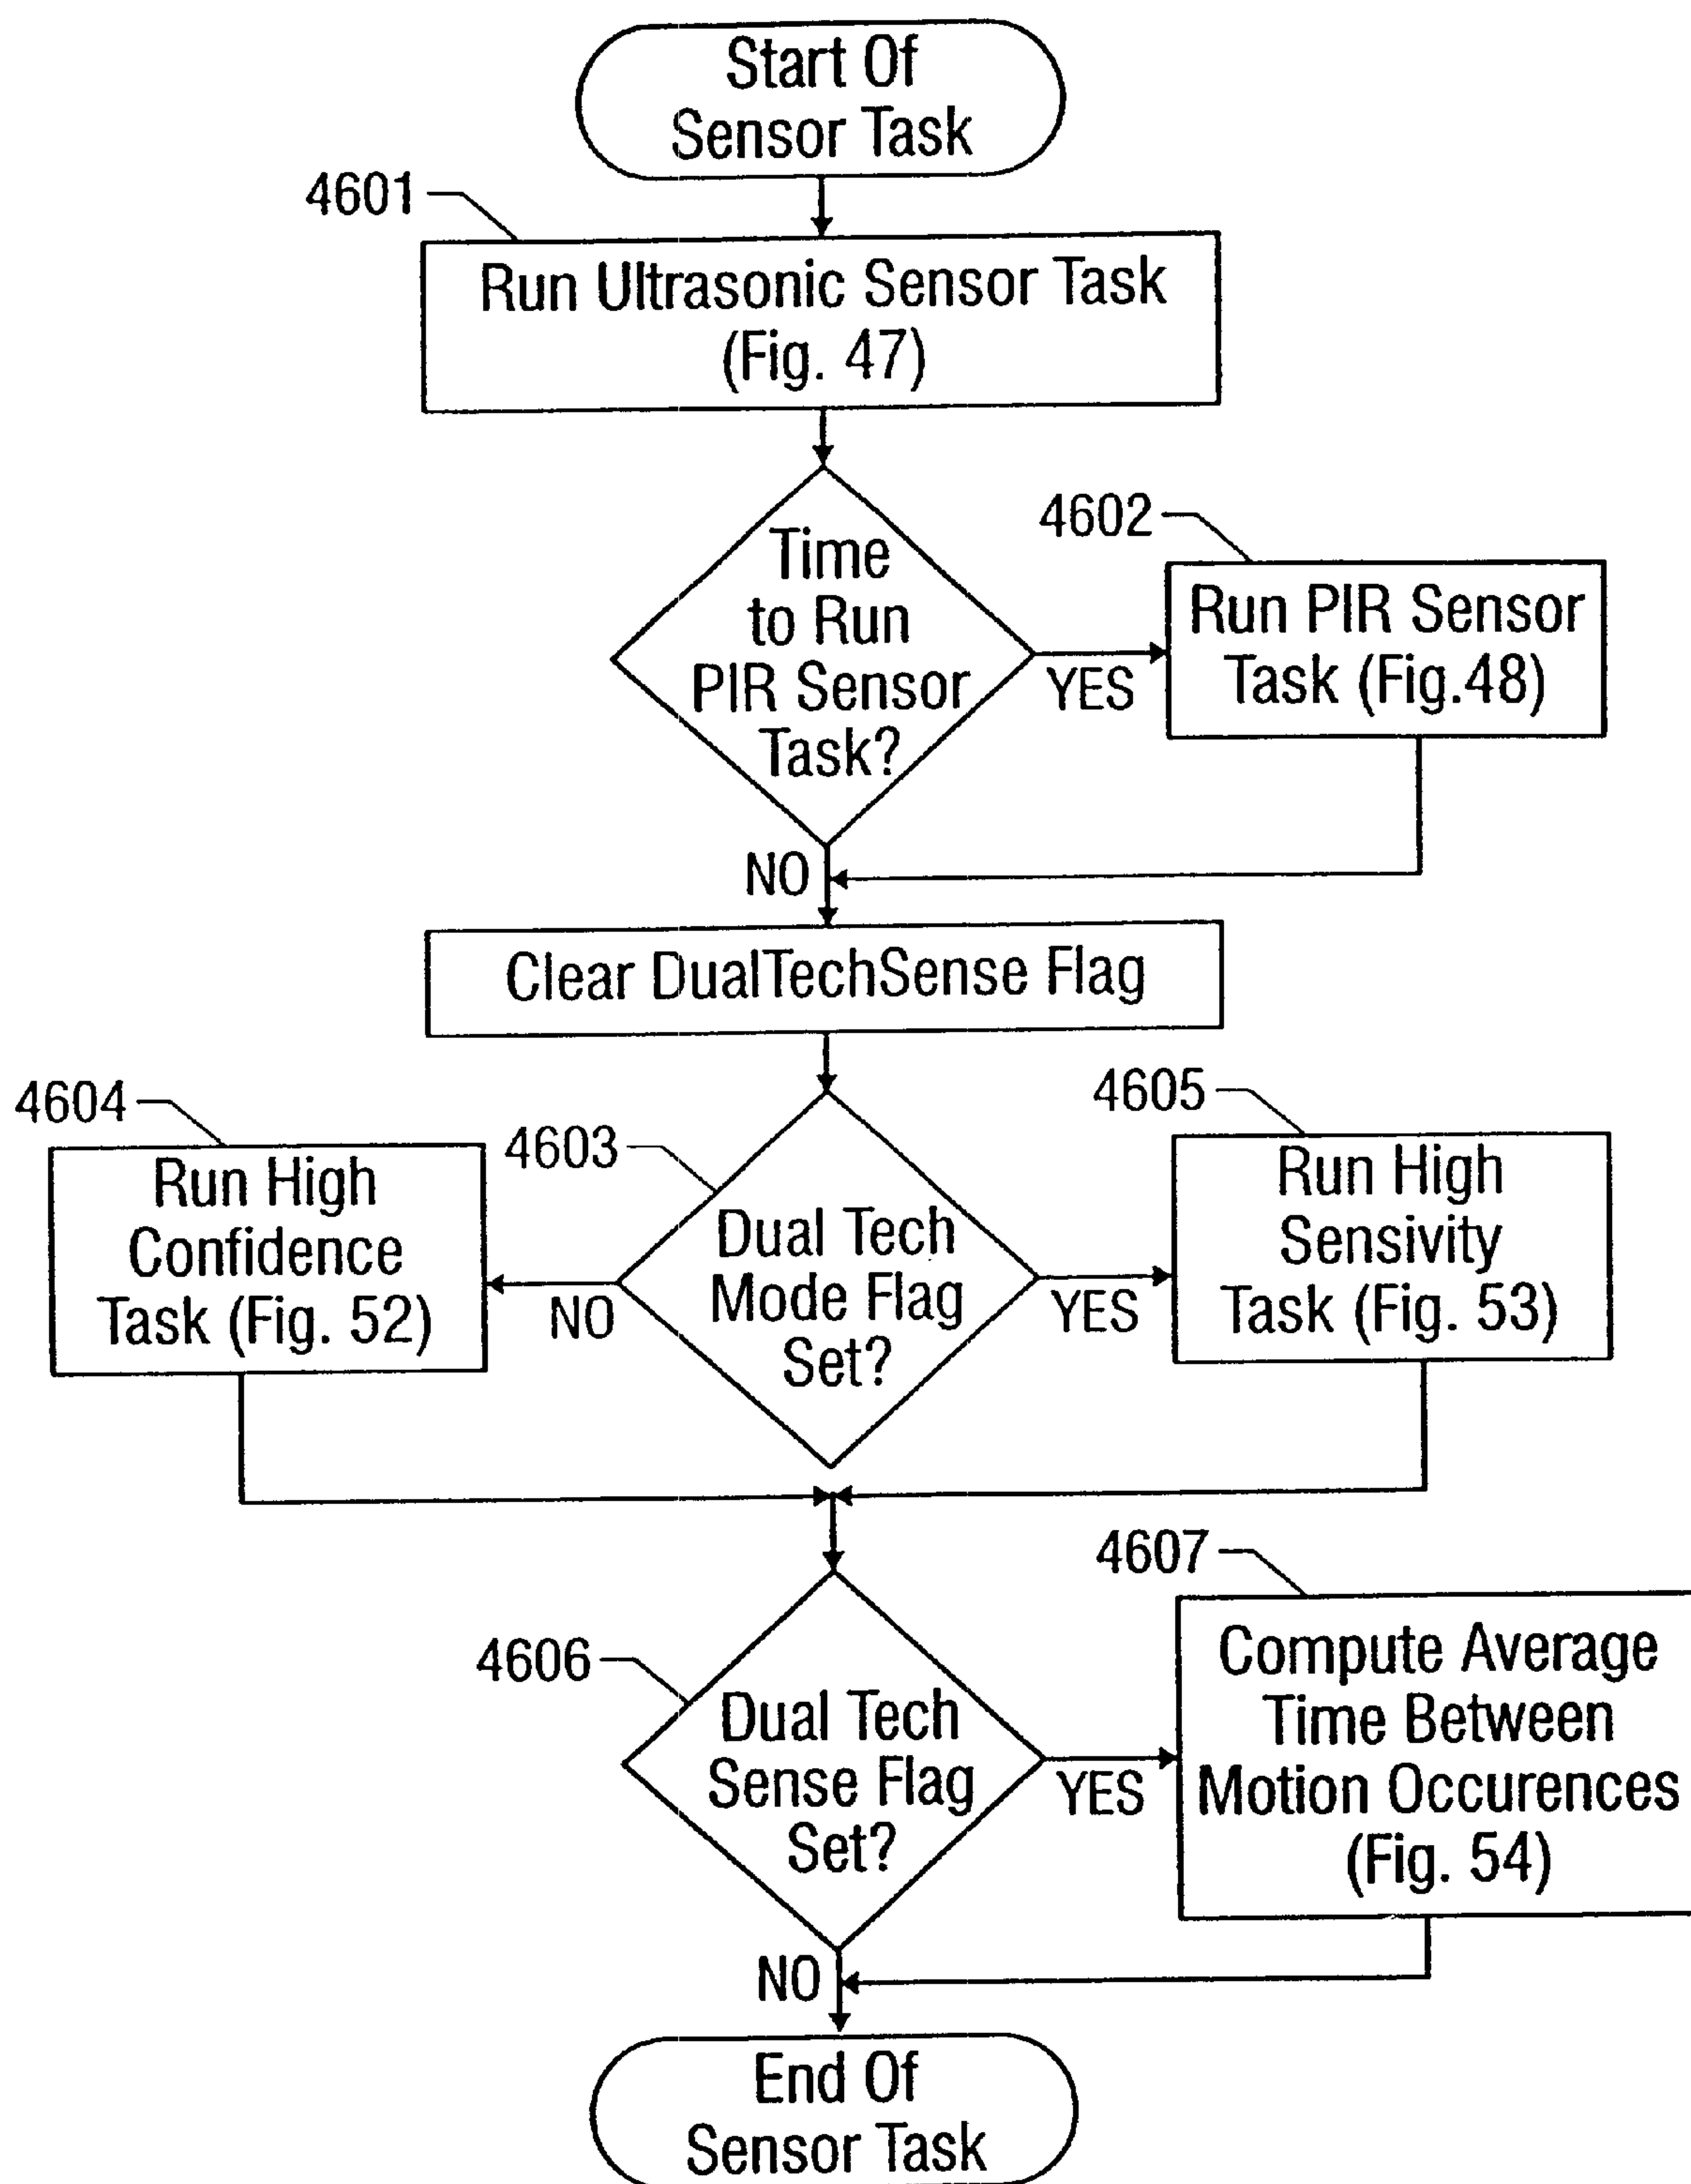 Start Of
Sensor Task
4601
Run Ultrasonic Sensor Task
(Fig. 47)
Time
to Run
PIR Sensor
Task?
YES
4602
Run PIR Sensor
Task (Fig.48)
NO
Clear DualTechSense Flag
4604
Run High
Confidence
Task (Fig. 52)
4603
Dual Tech
Mode Flag
Set?
NO
YES
4605
Run High
Sensivity
Task (Fig. 53)
4606
Dual Tech
Sense Flag
Set?
YES
4607
Compute Average
Time Between
Motion Occurences
(Fig. 54)
NO
End Of
Sensor Task